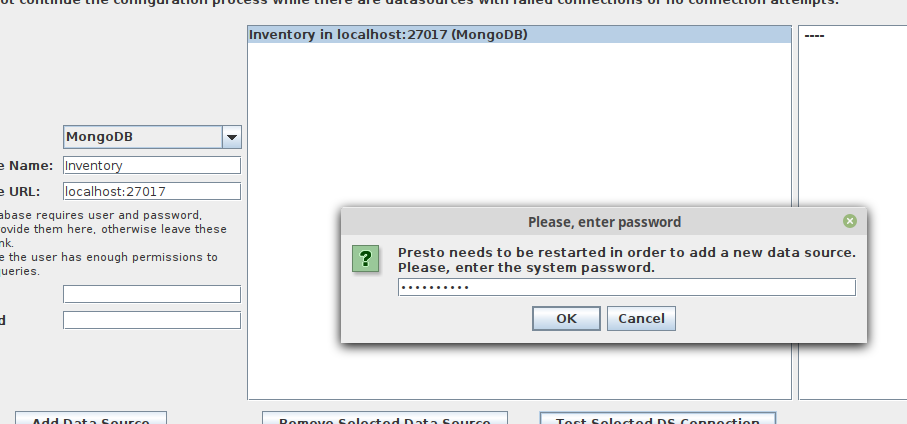 ot continue the configuration process while there are datasources with failed connections or no connection attempts.
Inventory in localhost:27017 (MongoDB)
----
MongoDB
e Name: Inventory
e URL: localhost:27017
abase requires user and password,
ovide them here, otherwise leave these
nk.
e the user has enough permissions to
ueries.
d
Please, enter password
Presto needs to be restarted in order to add a new data source.
Please, enter the system password.
••••••••••
OK Cancel
Add Data Source Remove Selected Data Source Test Selected DS Connection